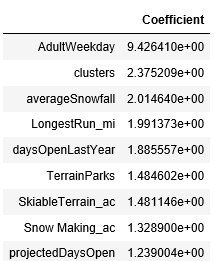 Coefficient
AdultWeekday 9.426410e+00
clusters 2.375209e+00
averageSnowfall 2.014640e+00
LongestRun_mi 1.991373e+00
daysOpenLastYear 1.885557e+00
TerrainParks 1.484602e+00
SkiableTerrain_ac 1.481146e+00
Snow Making_ac 1.328900e+00
projectedDaysOpen 1.239004e+00